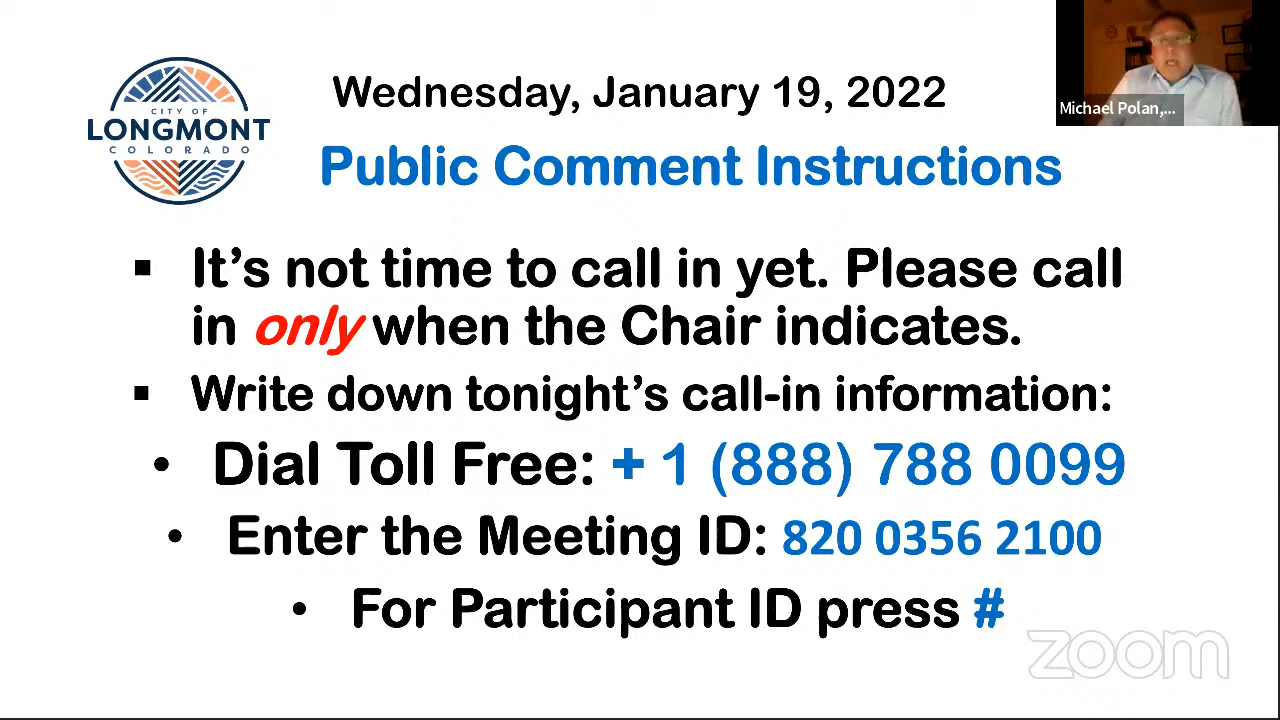 Wednesday, January 19, 2022
Michael Polan,...
CITY OF
LONGMONT
COLORADO
Public Comment Instructions
▪ It’s not time to call in yet. Please call
in only when the Chair indicates.
▪ Write down tonight’s call-in information:
• Dial Toll Free: + 1 (888) 788 0099
• Enter the Meeting ID: 820 0356 2100
• For Participant ID press #
zoom